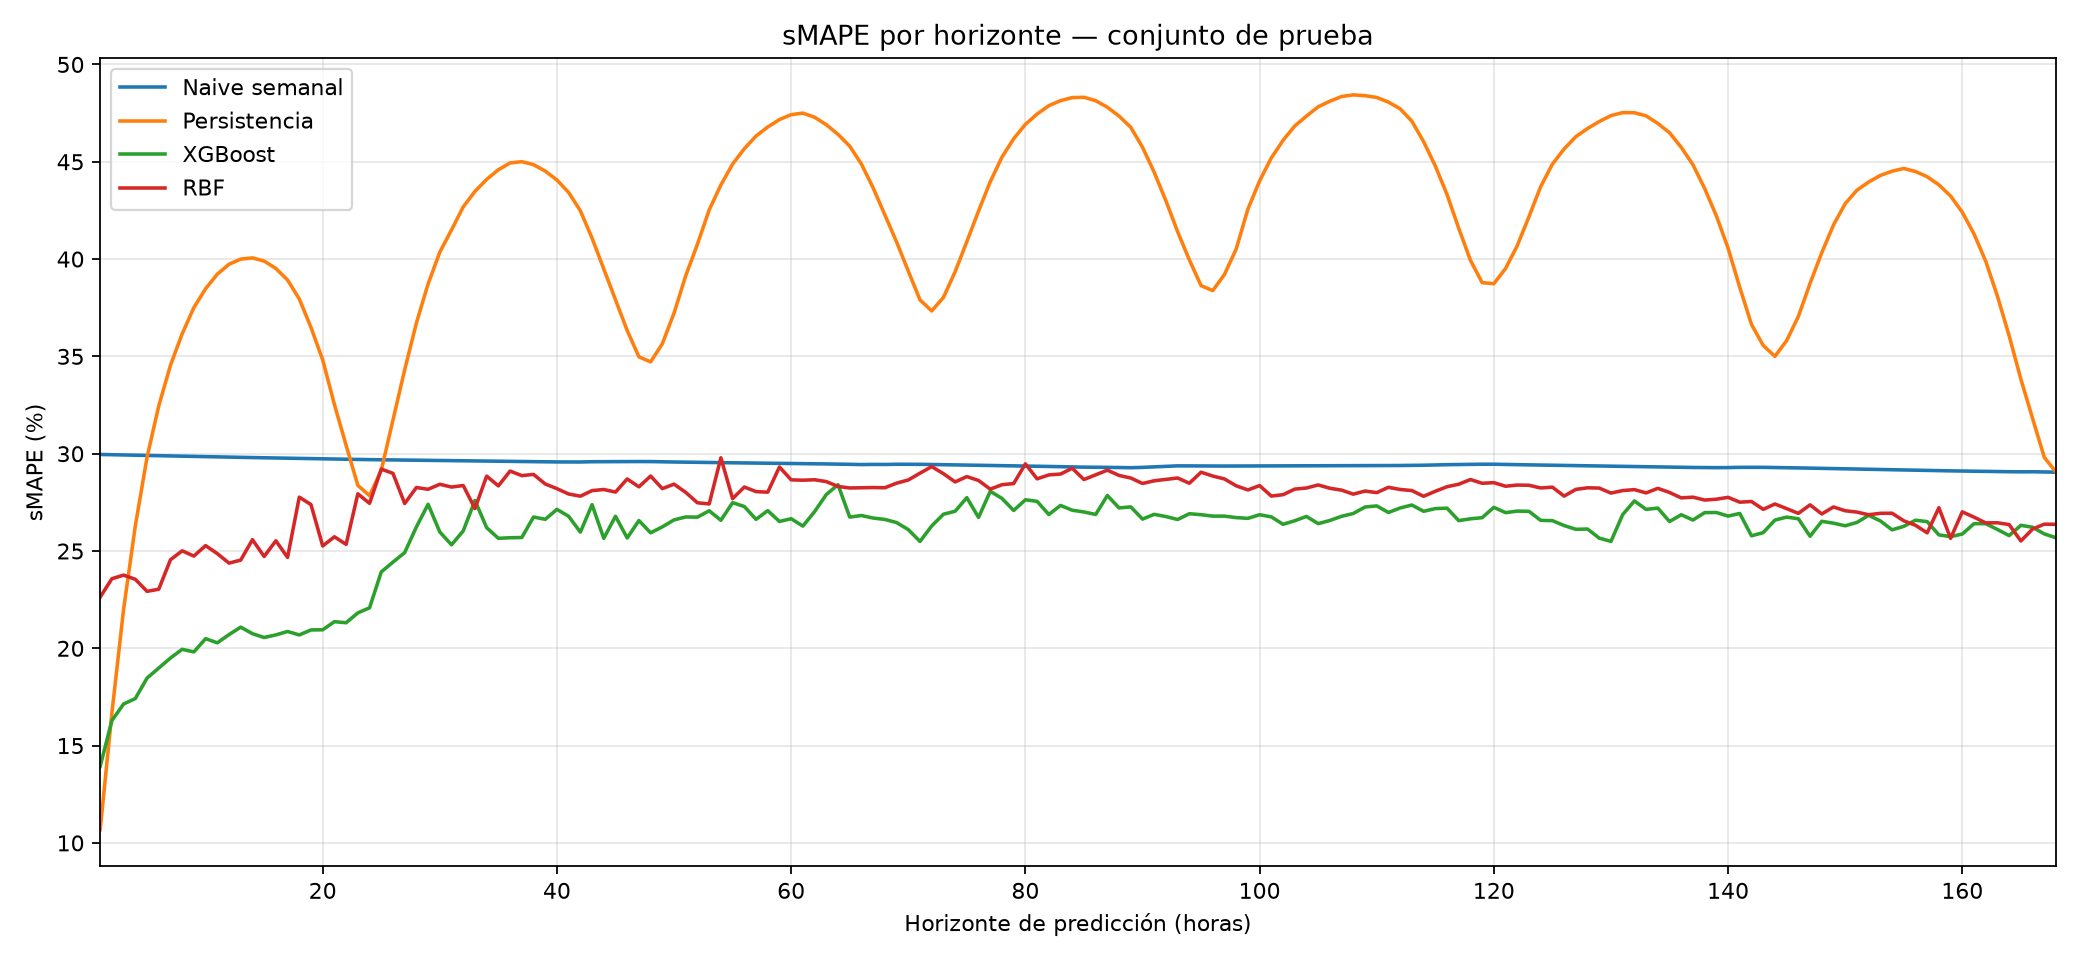 sMAPE por horizonte — conjunto de prueba
Naive semanal
Persistencia
XGBoost
RBF
sMAPE (%)
50
45
40
35
30
25
20
15
10
20 40 60 80 100 120 140 160
Horizonte de predicción (horas)